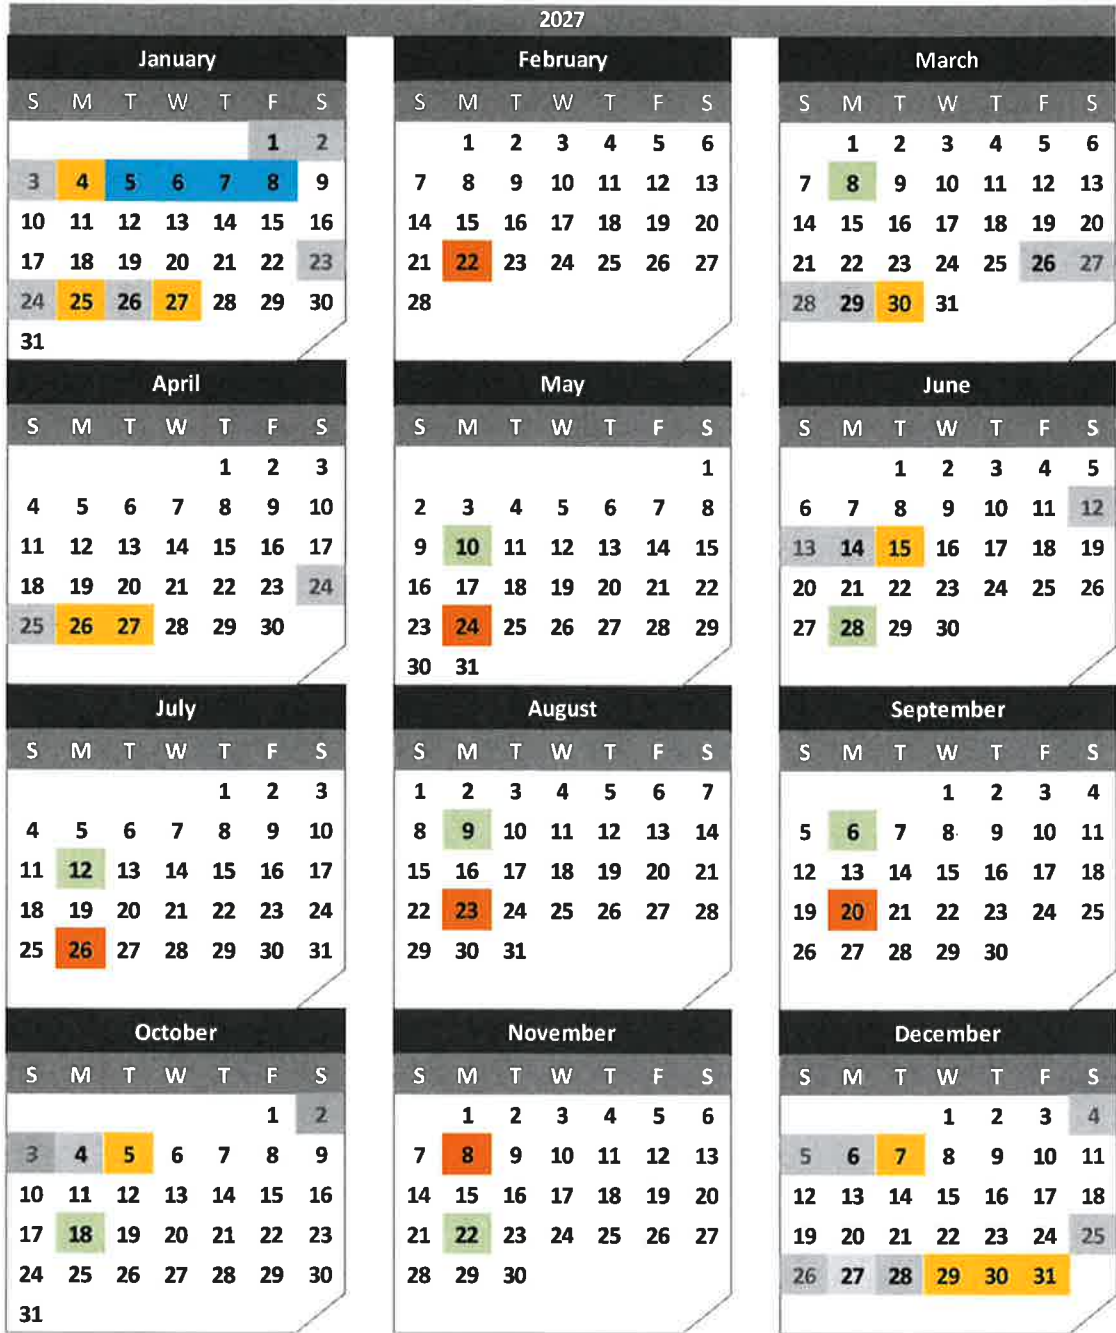 2027
January February March
S M T W T F S S M T W T F S S M T W T F S
1 2 1 2 3 4 5 6 1 2 3 4 5 6
3 4 5 6 7 8 9 7 8 9 10 11 12 13 7 8 9 10 11 12 13
10 11 12 13 14 15 16 14 15 16 17 18 19 20 14 15 16 17 18 19 20
17 18 19 20 21 22 23 21 22 23 24 25 26 27 21 22 23 24 25 26 27
24 25 26 27 28 29 30 28 28 29 30 31
31
April May June
S M T W T F S S M T W T F S S M T W T F S
1 2 3 1 1 2 3 4 5
4 5 6 7 8 9 10 2 3 4 5 6 7 8 6 7 8 9 10 11 12
11 12 13 14 15 16 17 9 10 11 12 13 14 15 13 14 15 16 17 18 19
18 19 20 21 22 23 24 16 17 18 19 20 21 22 20 21 22 23 24 25 26
25 26 27 28 29 30 23 24 25 26 27 28 29 27 28 29 30
30 31
July August September
S M T W T F S S M T W T F S S M T W T F S
1 2 3 1 2 3 4 5 6 7 1 2 3 4
4 5 6 7 8 9 10 8 9 10 11 12 13 14 5 6 7 8 9 10 11
11 12 13 14 15 16 17 15 16 17 18 19 20 21 12 13 14 15 16 17 18
18 19 20 21 22 23 24 22 23 24 25 26 27 28 19 20 21 22 23 24 25
25 26 27 28 29 30 31 29 30 31 26 27 28 29 30
October November December
S M T W T F S S M T W T F S S M T W T F S
1 2 1 2 3 4 5 6 1 2 3 4
3 4 5 6 7 8 9 7 8 9 10 11 12 13 5 6 7 8 9 10 11
10 11 12 13 14 15 16 14 15 16 17 18 19 20 12 13 14 15 16 17 18
17 18 19 20 21 22 23 21 22 23 24 25 26 27 19 20 21 22 23 24 25
24 25 26 27 28 29 30 28 29 30 26 27 28 29 30 31
31